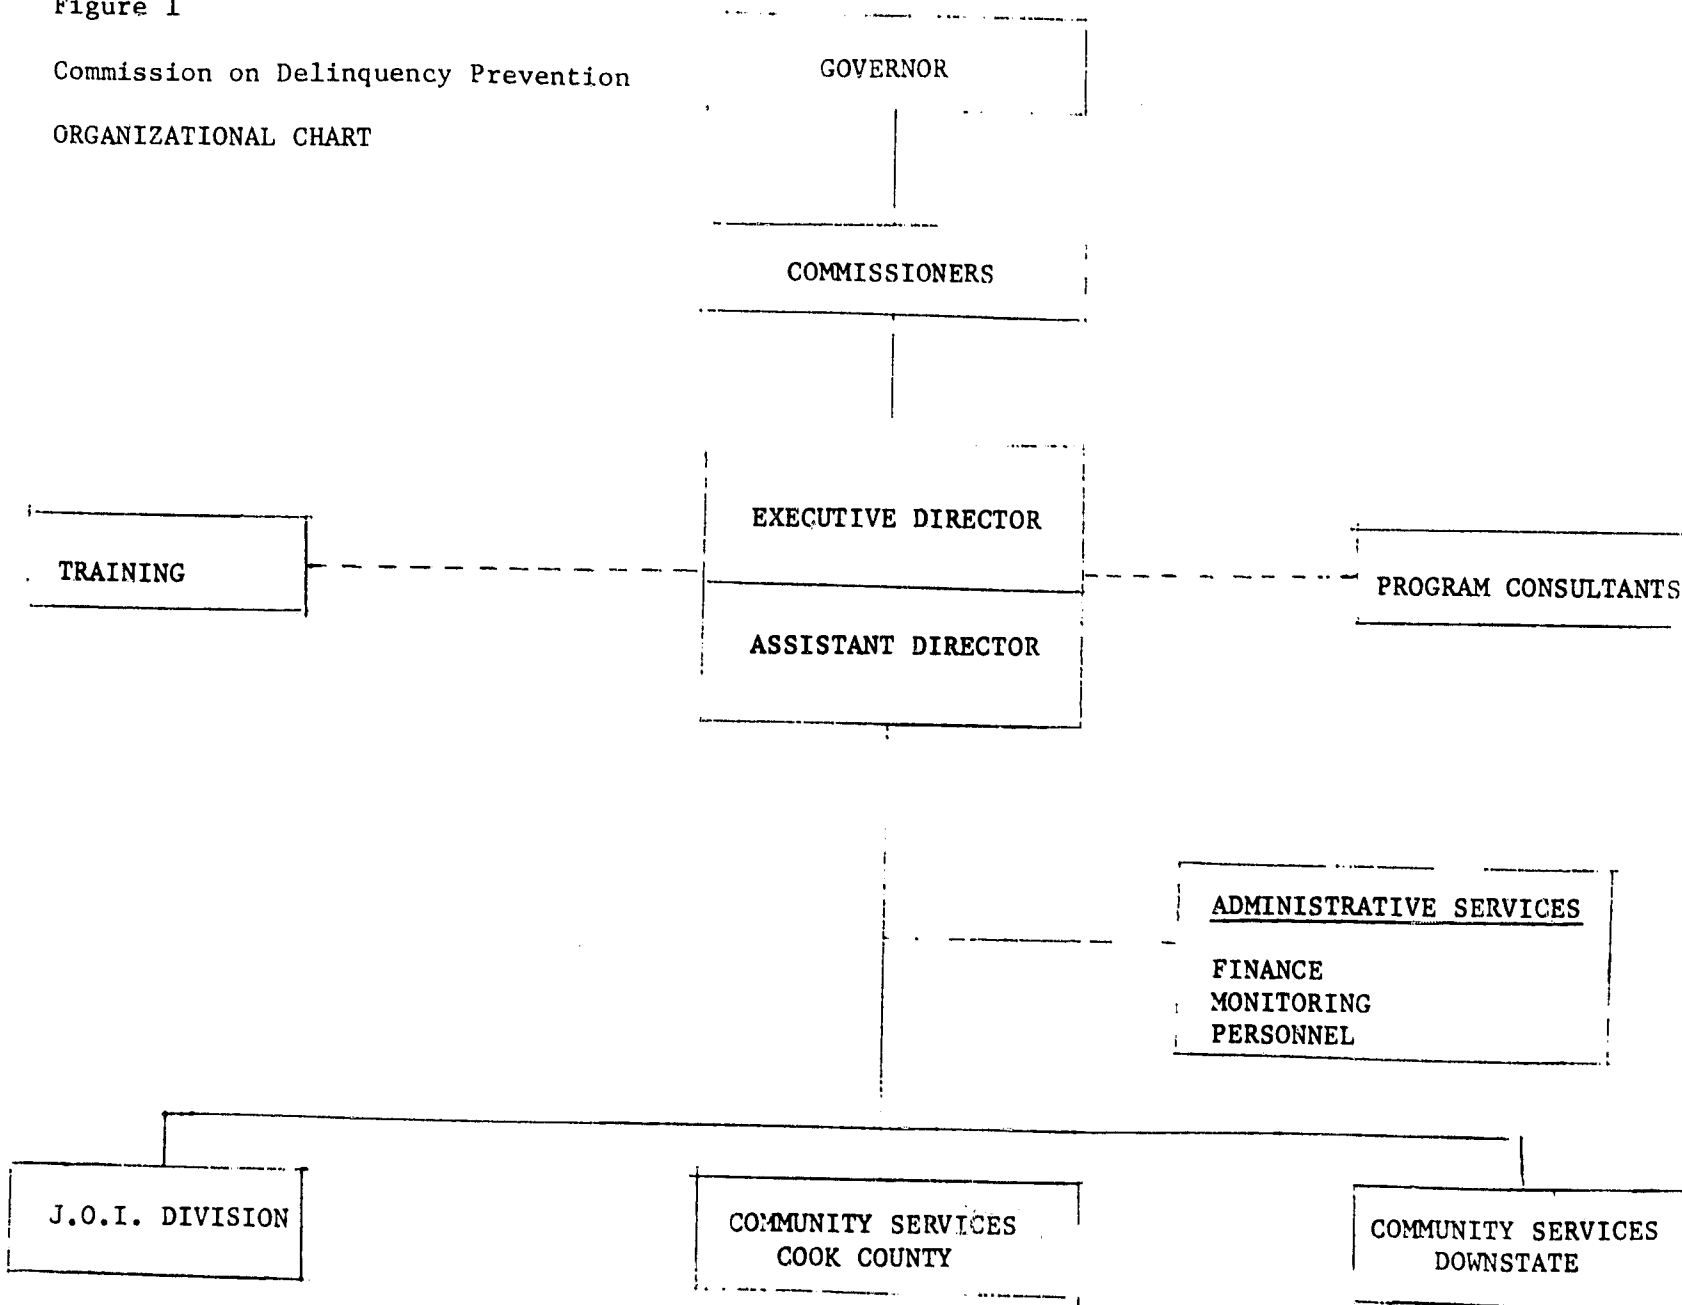 Figure 1
Commission on Delinquency Prevention
ORGANIZATIONAL CHART
GOVERNOR
COMMISSIONERS
EXECUTIVE DIRECTOR
TRAINING
PROGRAM CONSULTANTS
ASSISTANT DIRECTOR
ADMINISTRATIVE SERVICES
FINANCE
MONITORING
PERSONNEL
J.O.I. DIVISION
COMMUNITY SERVICES
COOK COUNTY
COMMUNITY SERVICES
DOWNSTATE